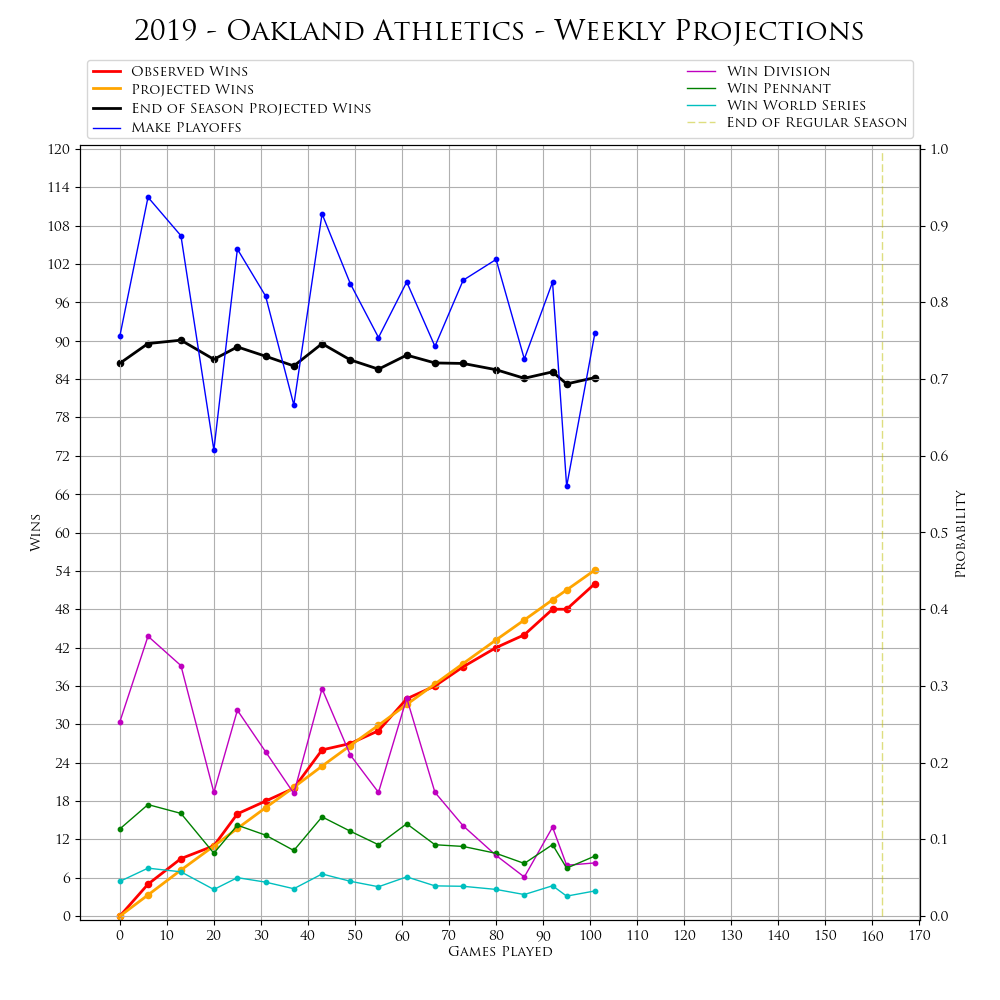 2019 - Oakland Athletics - Weekly Projections
Observed Wins
Projected Wins
End of Season Projected Wins
Make Playoffs
Win Division
Win Pennant
Win World Series
End of Regular Season
120
114
108
102
96
90
84
78
72
66
60
54
48
42
36
30
24
18
12
6
0
Wins
1.0
0.9
0.8
0.7
0.6
0.5
0.4
0.3
0.2
0.1
0.0
Probability
0 10 20 30 40 50 60 70 80 90 100 110 120 130 140 150 160 170
Games Played